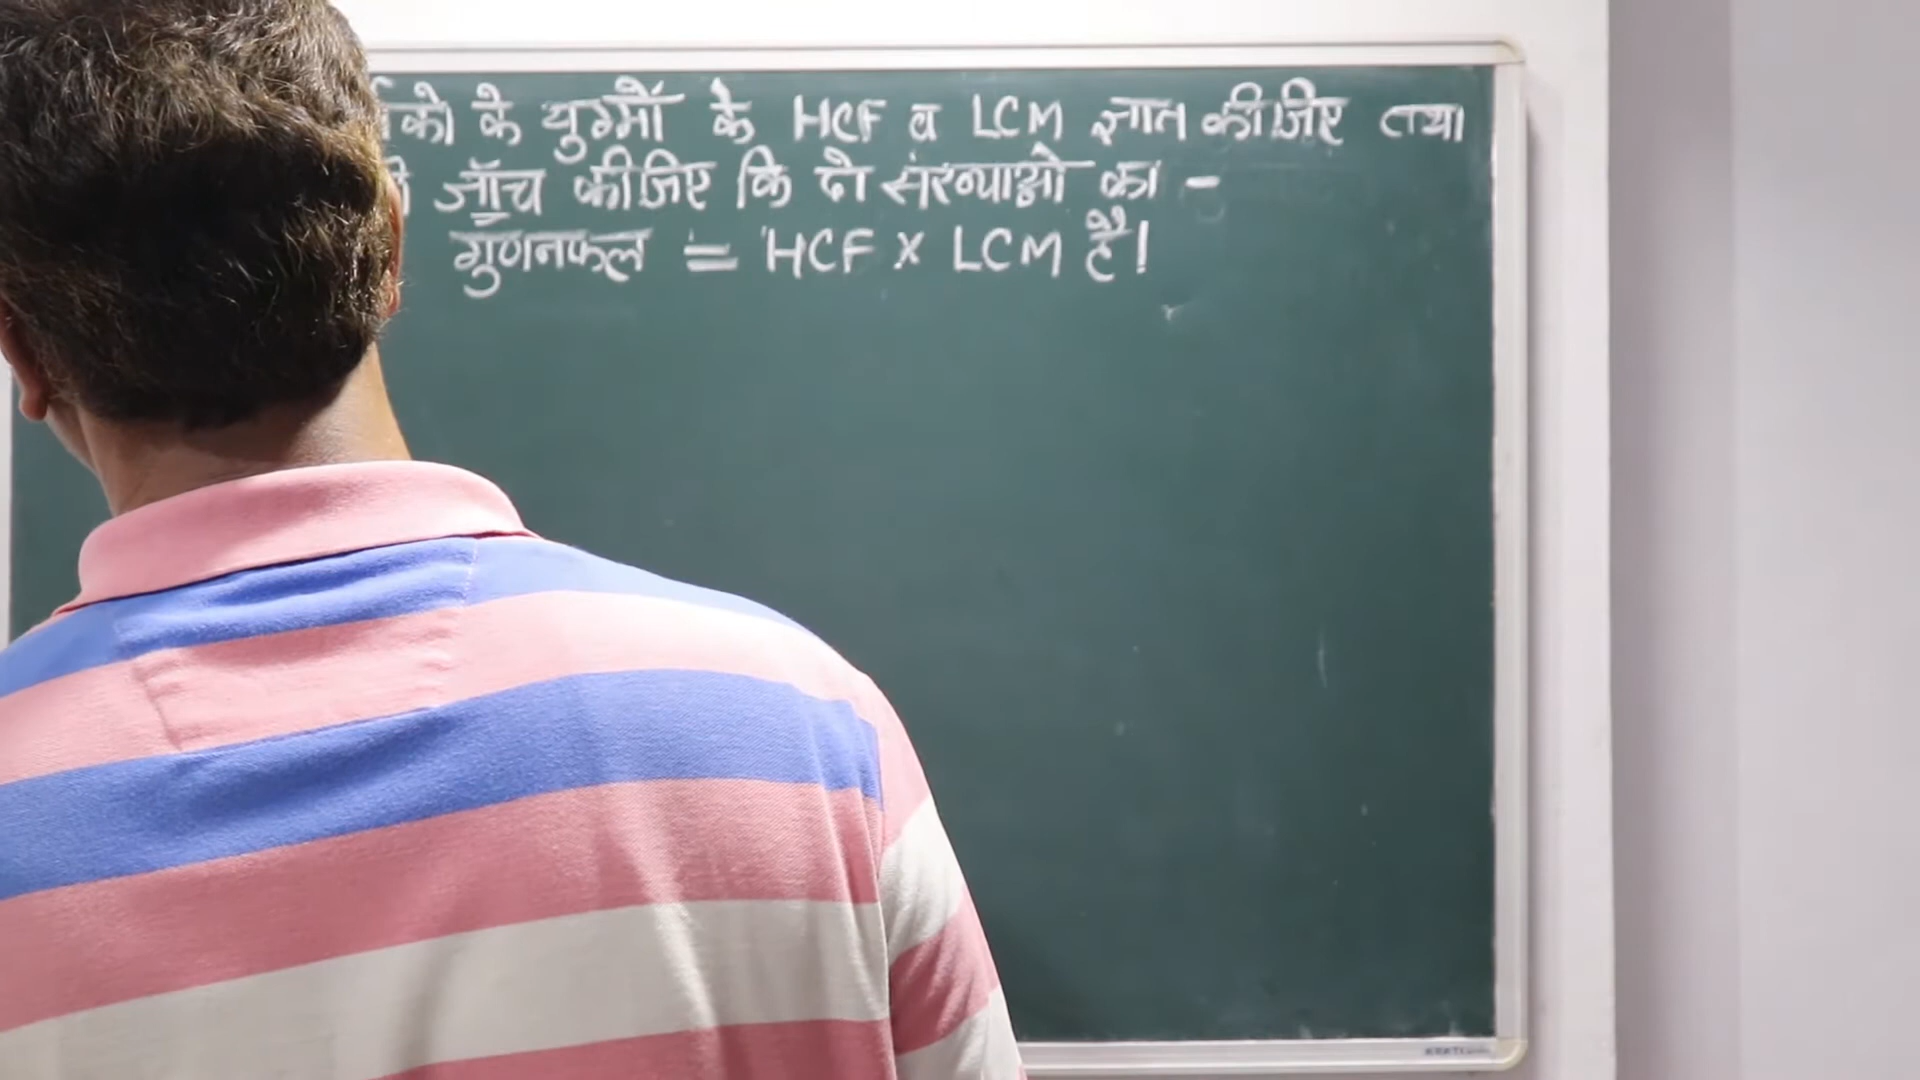 को के युग्मों के HCF व LCM ज्ञात कीजिए तथा
जाँच कीजिए कि दो संख्याओ का -
गुणनफल = HCF × LCM है।